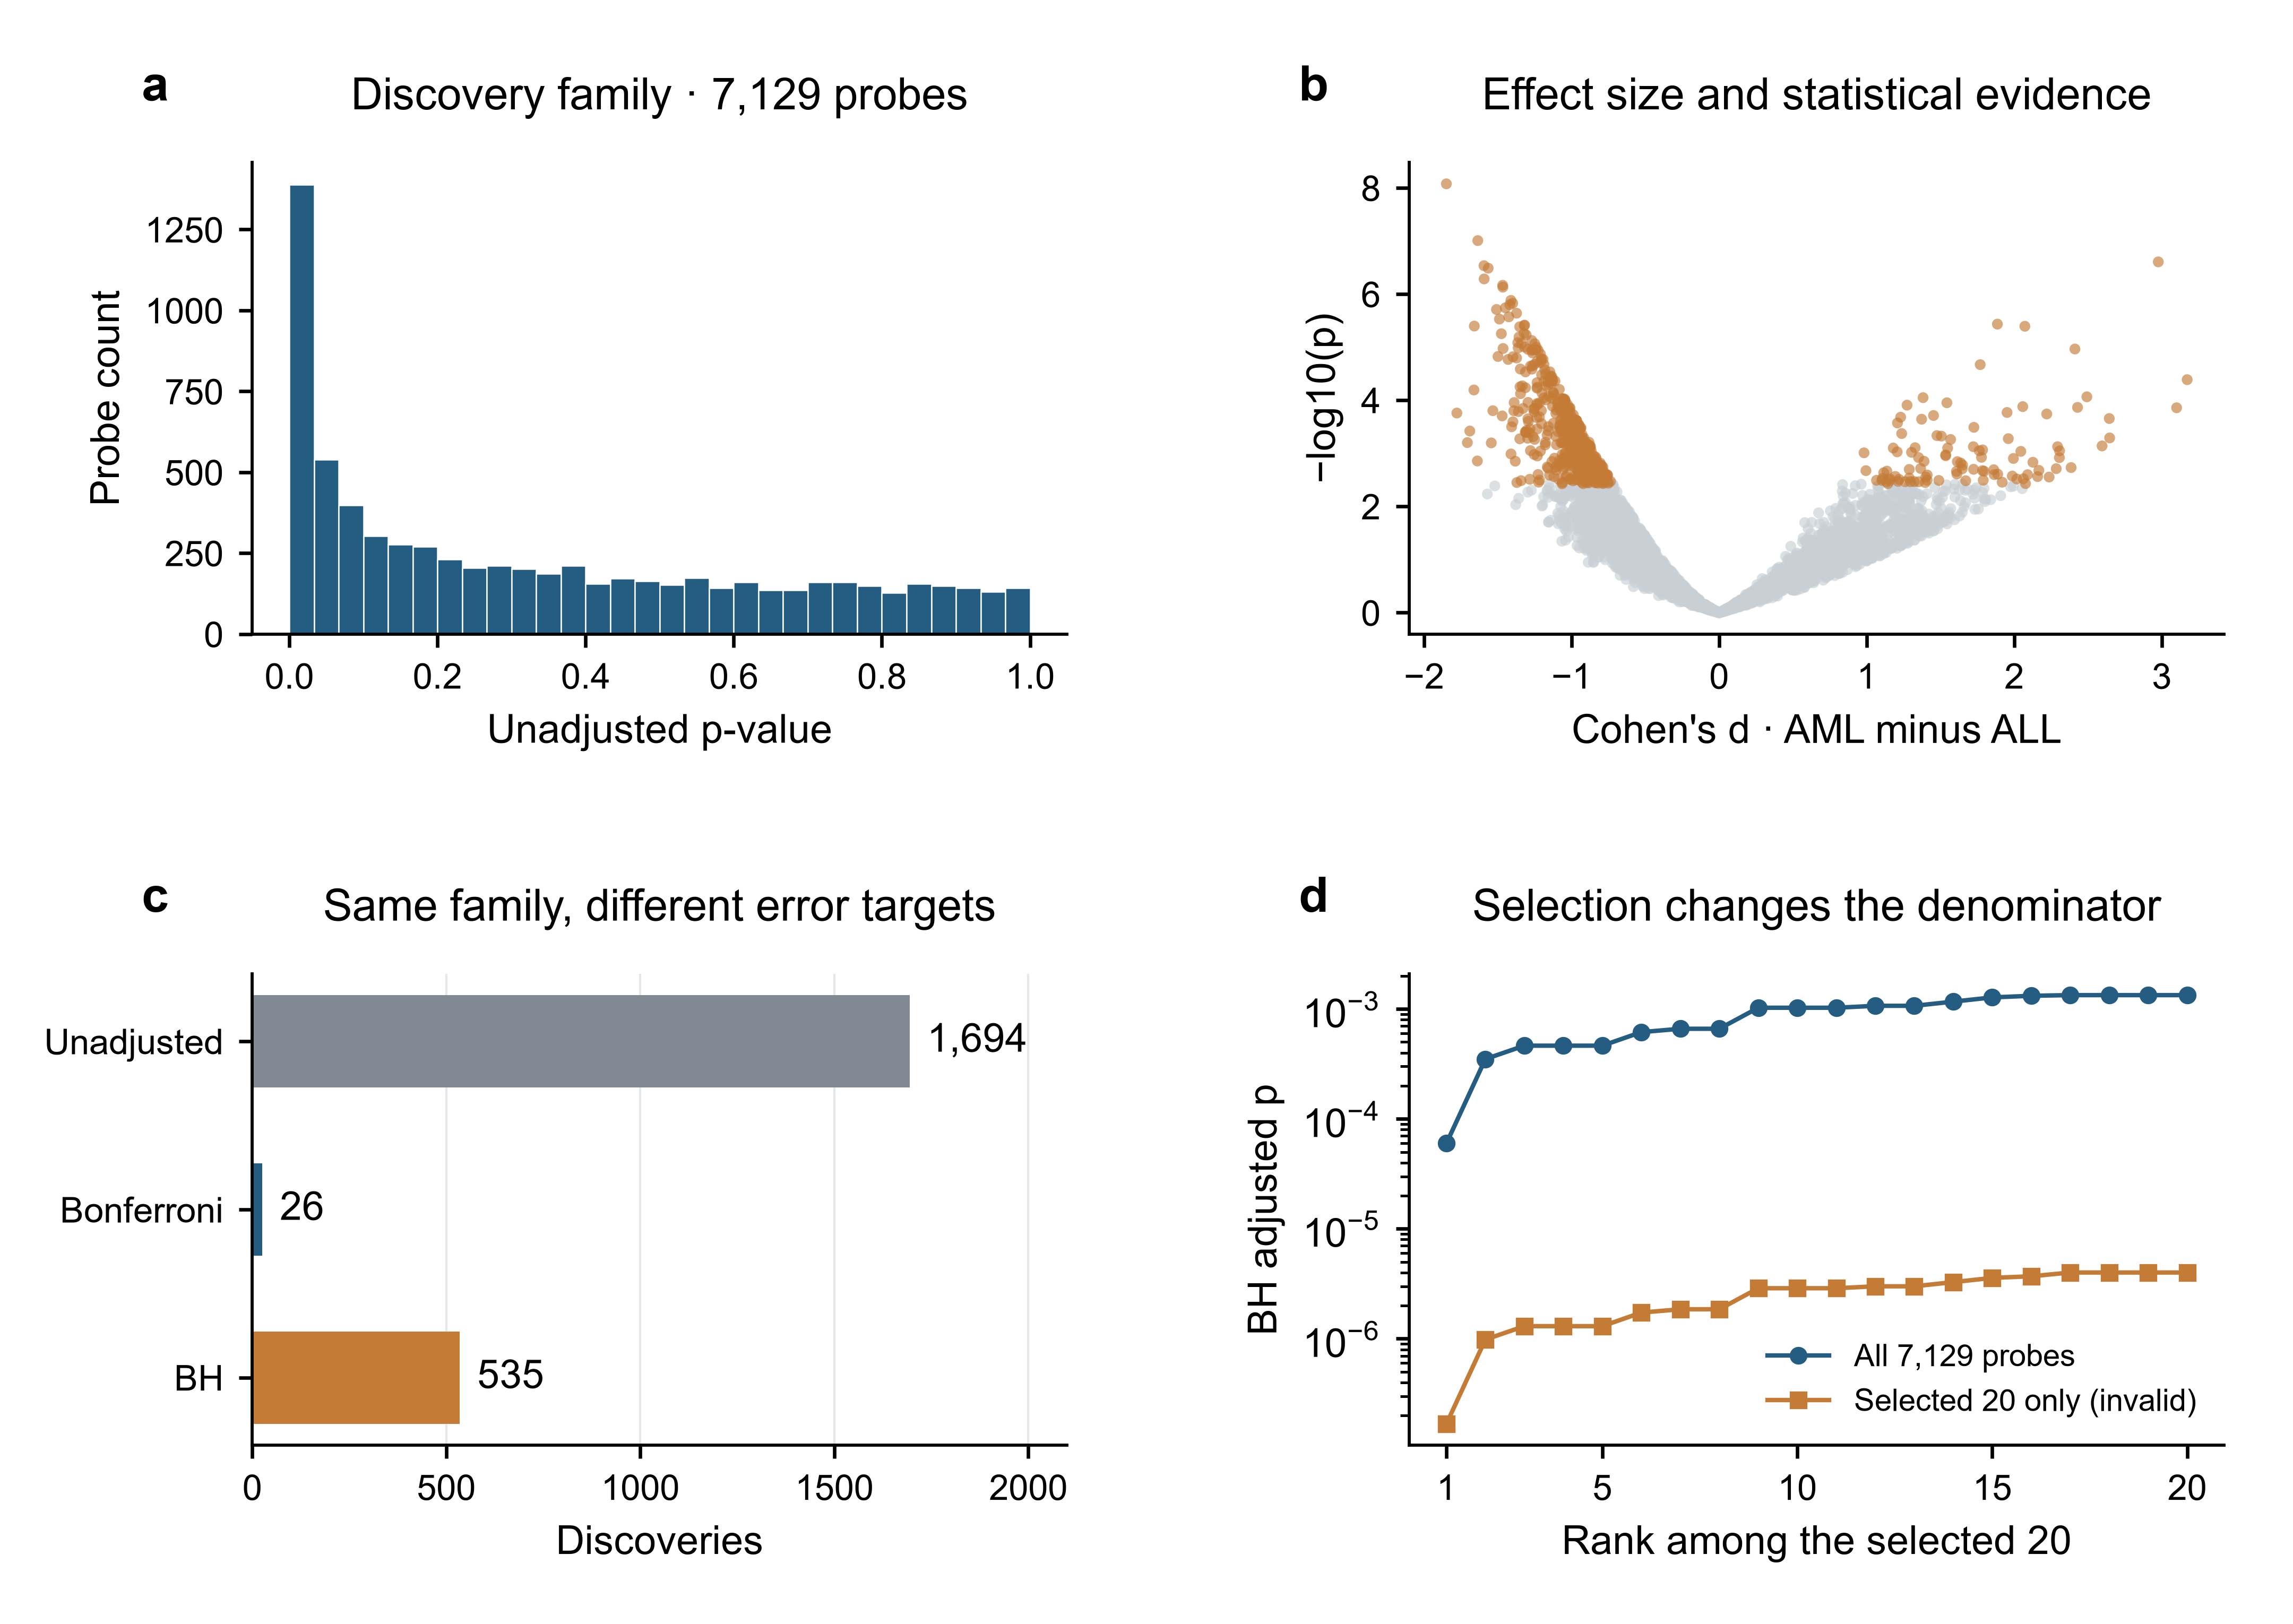 a
Discovery family · 7,129 probes
Probe count
1250
1000
750
500
250
0
0.0 0.2 0.4 0.6 0.8 1.0
Unadjusted p-value
b
Effect size and statistical evidence
−log10(p)
8
6
4
2
0
−2 −1 0 1 2 3
Cohen's d · AML minus ALL
c
Same family, different error targets
Unadjusted 1,694
Bonferroni 26
BH 535
0 500 1000 1500 2000
Discoveries
d
Selection changes the denominator
BH adjusted p
10⁻³
10⁻⁴
10⁻⁵
10⁻⁶
All 7,129 probes
Selected 20 only (invalid)
1 5 10 15 20
Rank among the selected 20